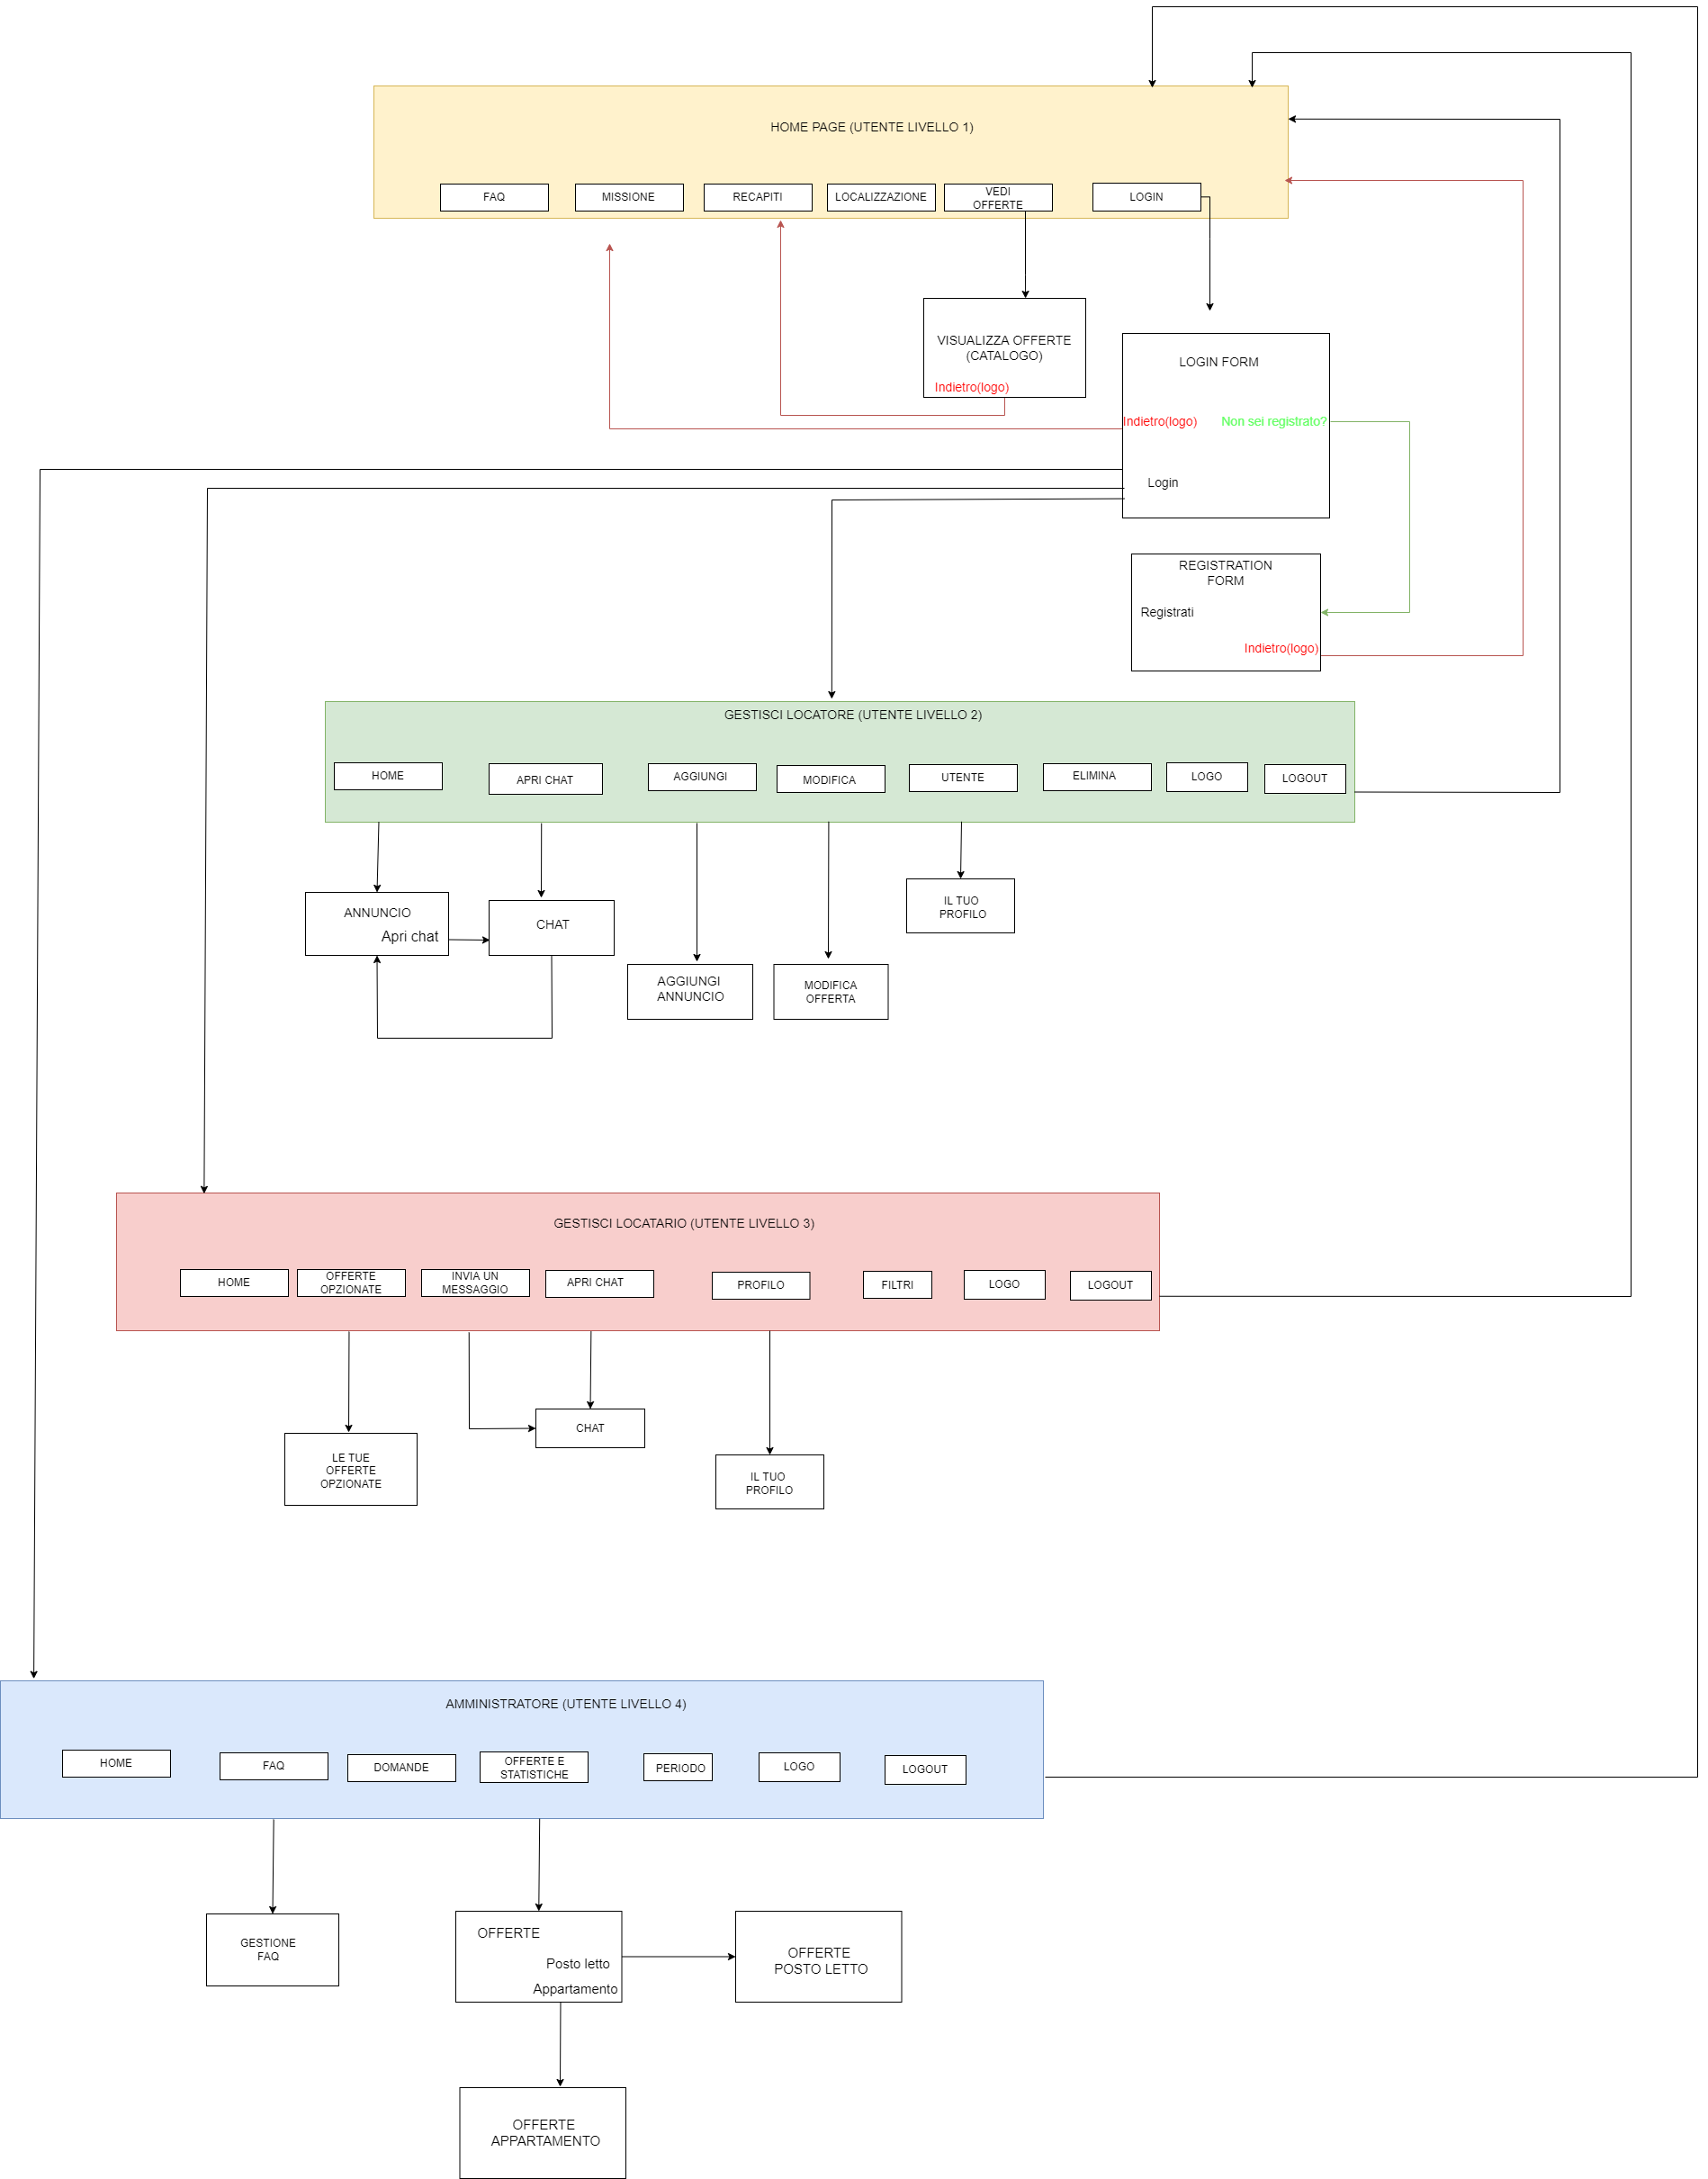 HOME PAGE (UTENTE LIVELLO 1)
FAQ
MISSIONE
RECAPITI
LOCALIZZAZIONE
VEDI
OFFERTE
LOGIN
VISUALIZZA OFFERTE
(CATALOGO)
Indietro(logo)
LOGIN FORM
Indietro(logo)
Non sei registrato?
Login
REGISTRATION
FORM
Registrati
Indietro(logo)
GESTISCI LOCATORE (UTENTE LIVELLO 2)
HOME
APRI CHAT
AGGIUNGI
MODIFICA
UTENTE
ELIMINA
LOGO
LOGOUT
ANNUNCIO
Apri chat
CHAT
AGGIUNGI
ANNUNCIO
MODIFICA
OFFERTA
IL TUO
PROFILO
GESTISCI LOCATARIO (UTENTE LIVELLO 3)
HOME
OFFERTE
OPZIONATE
INVIA UN
MESSAGGIO
APRI CHAT
PROFILO
FILTRI
LOGO
LOGOUT
LE TUE
OFFERTE
OPZIONATE
CHAT
IL TUO
PROFILO
AMMINISTRATORE (UTENTE LIVELLO 4)
HOME
FAQ
DOMANDE
OFFERTE E
STATISTICHE
PERIODO
LOGO
LOGOUT
GESTIONE
FAQ
OFFERTE
Posto letto
Appartamento
OFFERTE
POSTO LETTO
OFFERTE
APPARTAMENTO